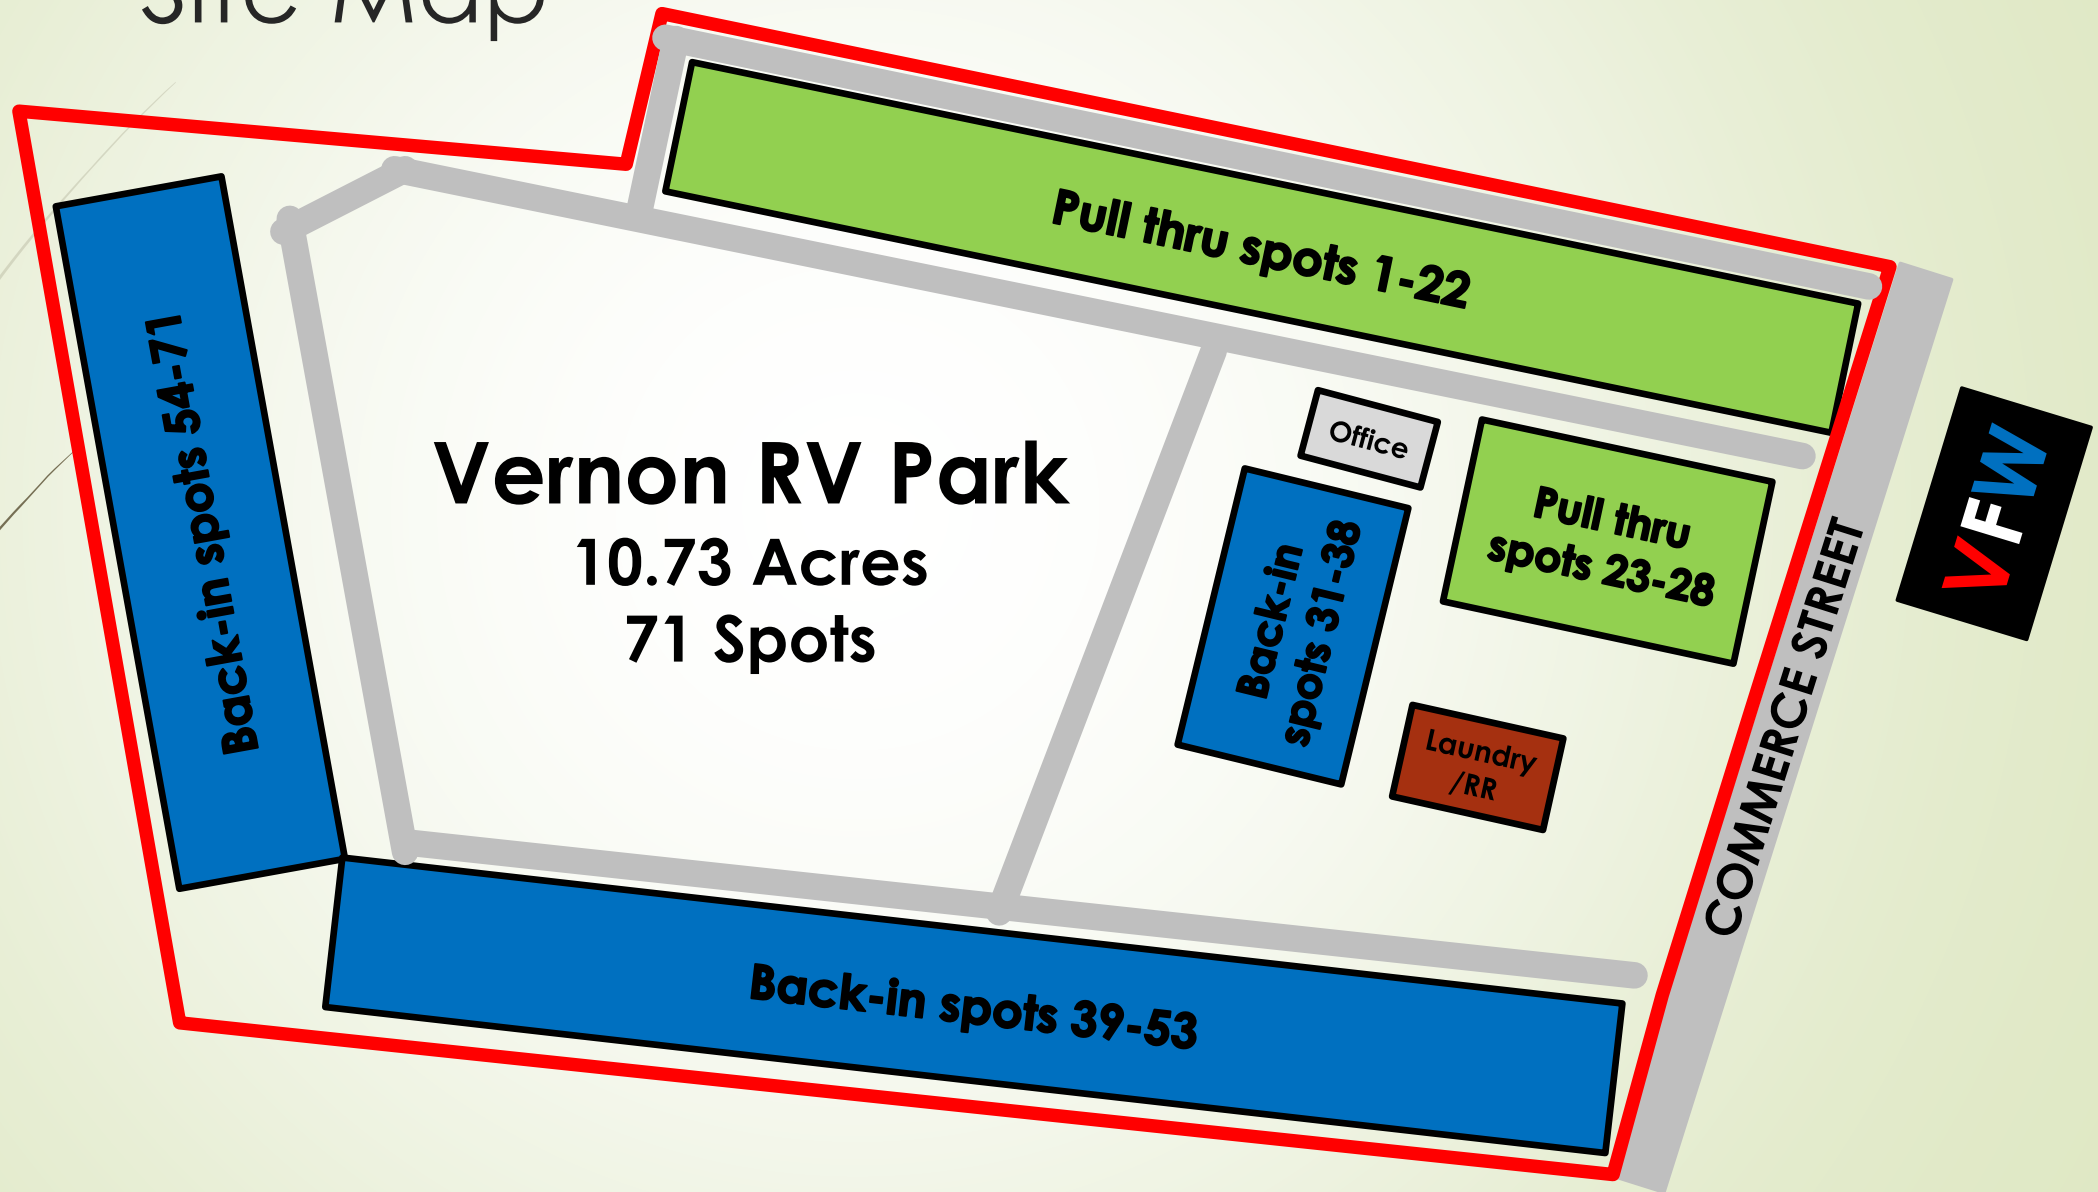 Site Map
Pull thru spots 1-22
Office
Pull thru
spots 23-28
VFW
Back-in spots 54-71
Vernon RV Park
10.73 Acres
71 Spots
Back-in
spots 31-38
COMMERCE STREET
Laundry
/RR
Back-in spots 39-53